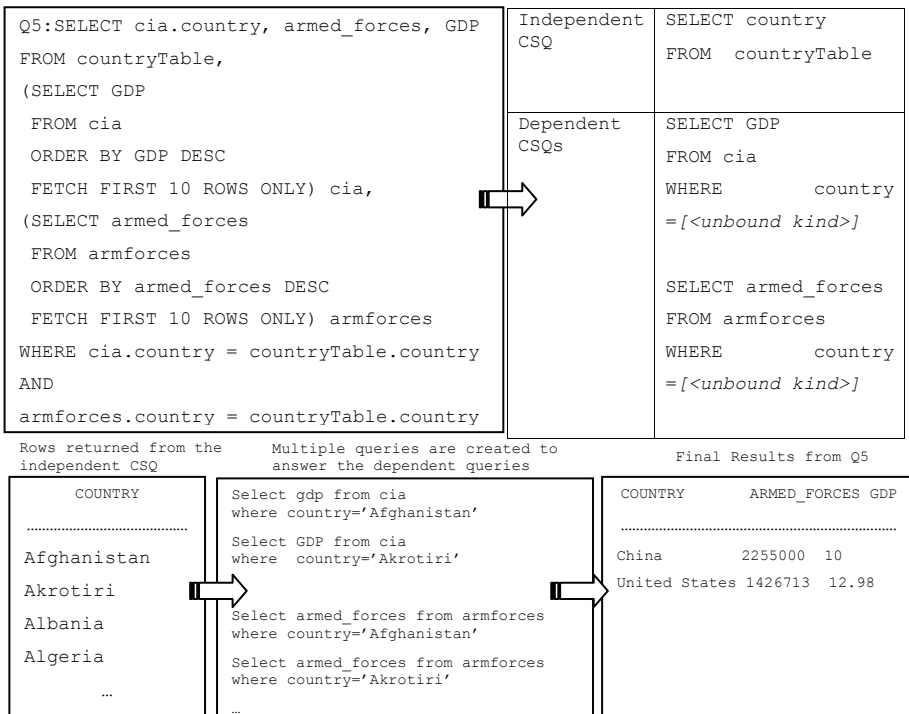 Q5:SELECT cia.country, armed_forces, GDP
FROM countryTable,
(SELECT GDP
FROM cia
ORDER BY GDP DESC
FETCH FIRST 10 ROWS ONLY) cia,
(SELECT armed_forces
FROM armforces
ORDER BY armed_forces DESC
FETCH FIRST 10 ROWS ONLY) armforces
WHERE cia.country = countryTable.country
AND
armforces.country = countryTable.country
Independent
CSQ
SELECT country
FROM countryTable
Dependent
CSQs
SELECT GDP
FROM cia
WHERE country
=[<unbound kind>]
SELECT armed_forces
FROM armforces
WHERE country
=[<unbound kind>]
Rows returned from the
independent CSQ
COUNTRY
Afghanistan
Akrotiri
Albania
Algeria
…
Multiple queries are created to
answer the dependent queries
Select gdp from cia
where country=’Afghanistan’
Select GDP from cia
where country=’Akrotiri’
Select armed_forces from armforces
where country=’Afghanistan’
Select armed_forces from armforces
where country=’Akrotiri’
…
Final Results from Q5
COUNTRY ARMED_FORCES GDP
China 2255000 10
United States 1426713 12.98